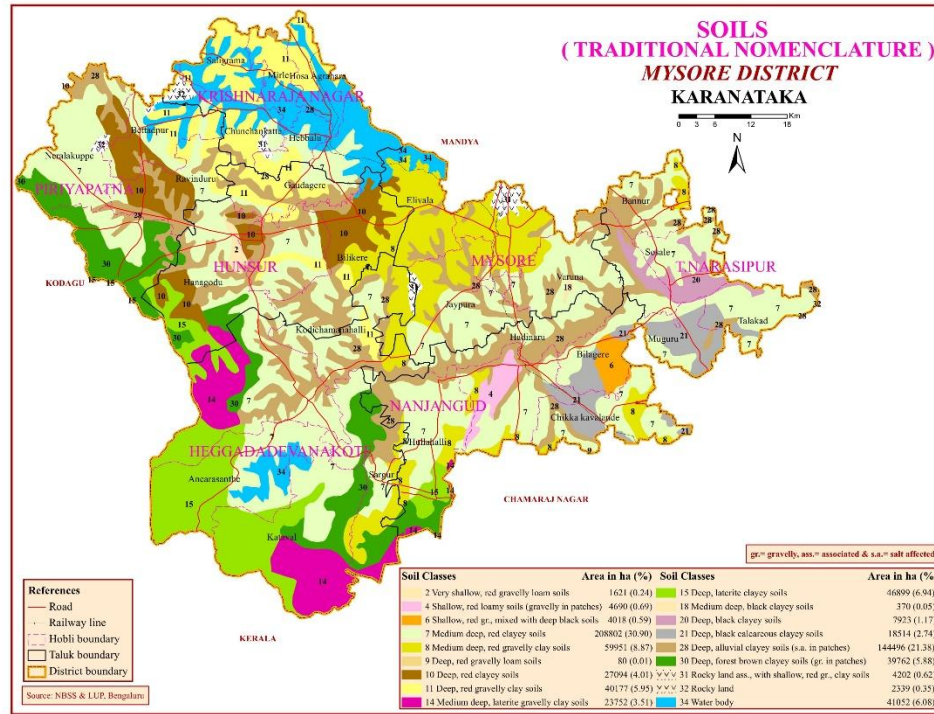 SOILS
( TRADITIONAL NOMENCLATURE )
MYSORE DISTRICT
KARANATAKA
0 3 6 12 18 Km
N
KRISHNARAJA NAGAR
PIRIYAPATNA
HUNSUR
MYSORE
T.NARASIPUR
NANJANGUD
HEGGADADEVANAKOTE
MANDYA
KODAGU
KERALA
CHAMARAJ NAGAR
Saligrama
Mirle
Hosa Agrahara
Chunchankatta
Hebbalu
Bettadpur
Neralakuppe
Ravinduru
Gaudagere
Elivala
Bilikere
Hanagodu
Kodichamanahalli
Jaypura
Varuna
Bannur
Sosale
Talakad
Muguru
Hadinaru
Bilagere
Chikka kavalande
Hullahalli
Sargur
Ancarasanthe
gr.= gravelly, ass.= associated & s.a.= salt affected
References
Road
Railway line
Hobli boundary
Taluk boundary
District boundary
Source: NBSS & LUP, Bengaluru
Soil Classes Area in ha (%)
2 Very shallow, red gravelly loam soils 1621 (0.24)
4 Shallow, red loamy soils (gravelly in patches) 4690 (0.69)
6 Shallow, red gr., mixed with deep black soils 4018 (0.59)
7 Medium deep, red clayey soils 208802 (30.90)
8 Medium deep, red gravelly clay soils 59951 (8.87)
9 Deep, red gravelly loam soils 80 (0.01)
10 Deep, red clayey soils 27094 (4.01)
11 Deep, red gravelly clay soils 40177 (5.95)
14 Medium deep, laterite gravelly clay soils 23752 (3.51)
Soil Classes Area in ha (%)
15 Deep, laterite clayey soils 46899 (6.94)
18 Medium deep, black clayey soils 370 (0.05)
20 Deep, black clayey soils 7923 (1.17)
21 Deep, black calcareous clayey soils 18514 (2.74)
28 Deep, alluvial clayey soils (s.a. in patches) 144496 (21.38)
30 Deep, forest brown clayey soils (gr. in patches) 39762 (5.88)
31 Rocky land ass., with shallow, red gr., clay soils 4202 (0.62)
32 Rocky land 2339 (0.35)
34 Water body 41052 (6.08)